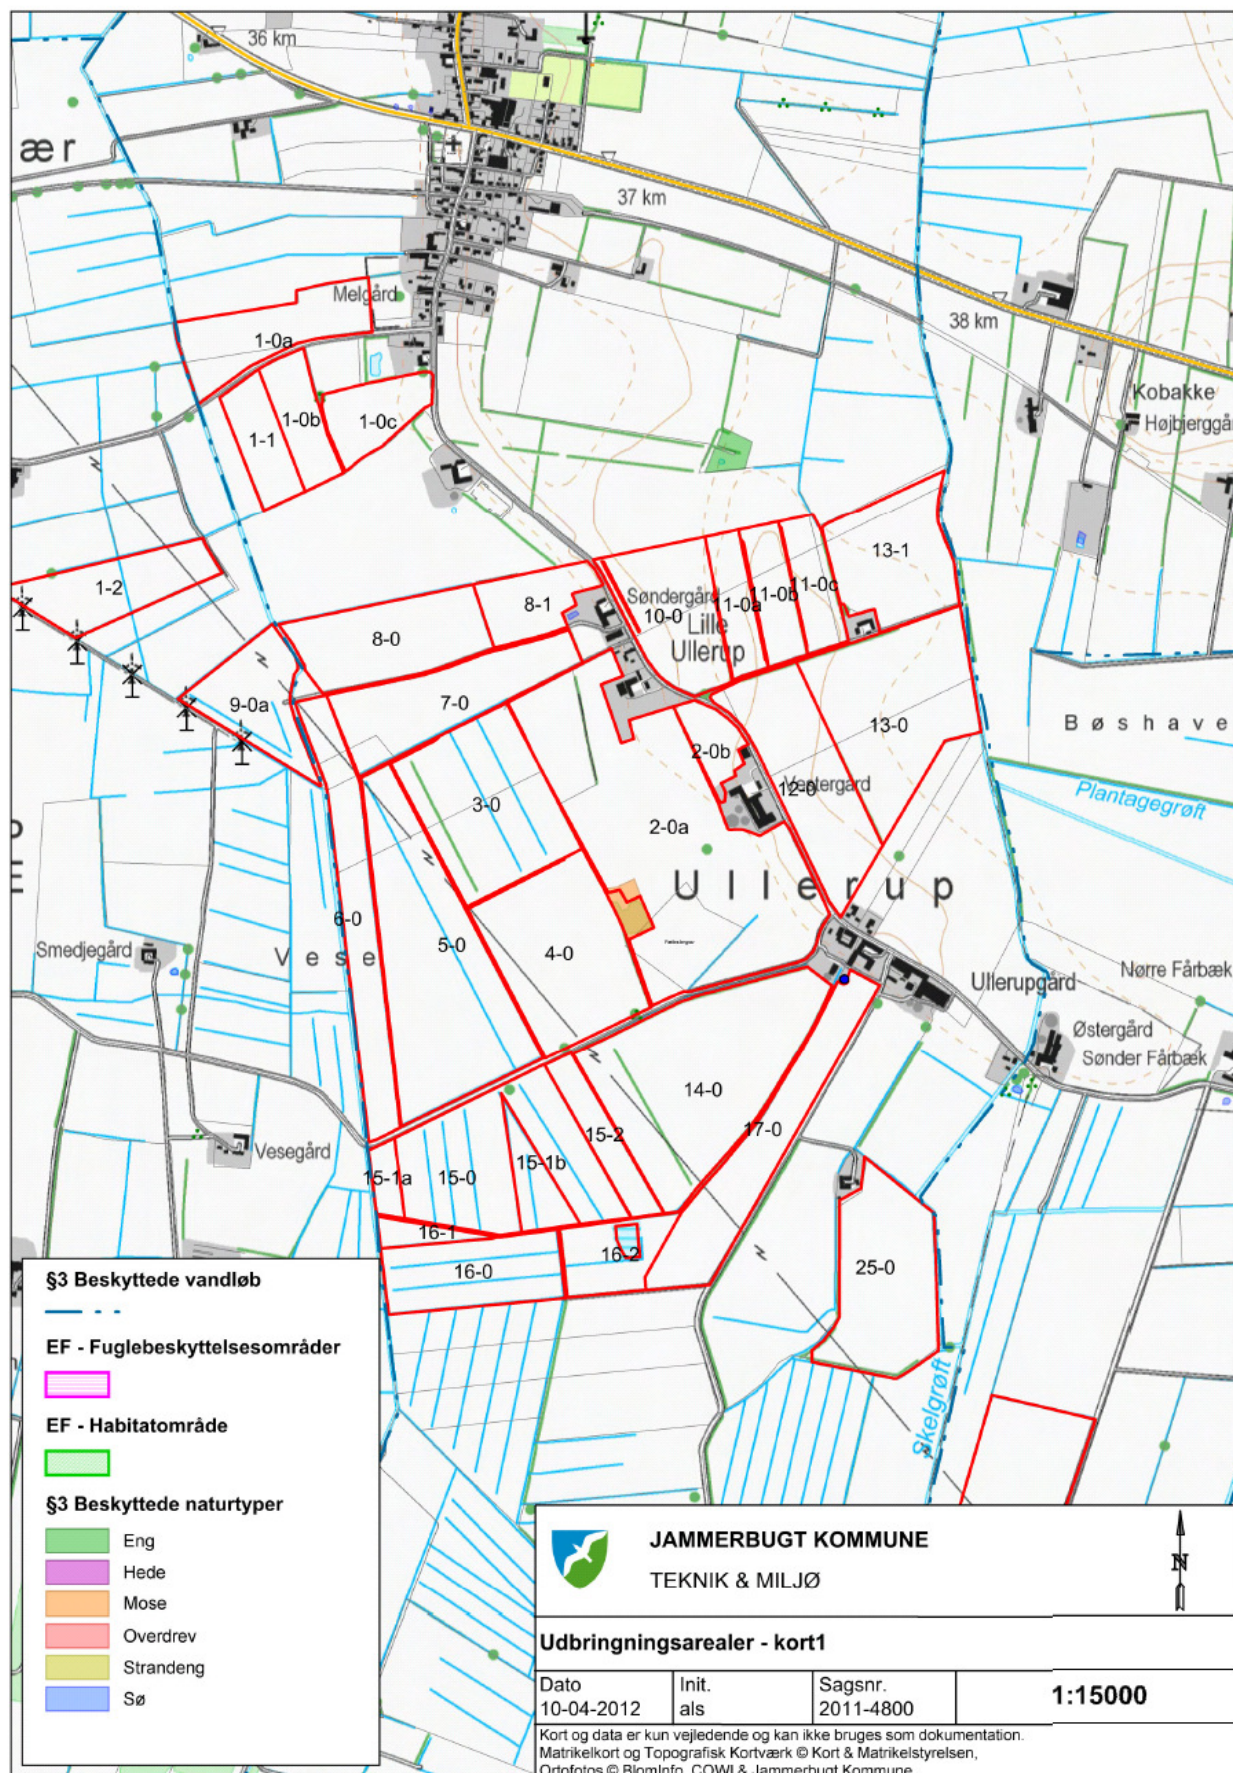 36 km
ær
37 km
Melgård
38 km
1-0a
Kobakke
1-0b
1-0c
Højbjerggår
1-1
13-1
1-2
8-1
Søndergård
11-0c
11-0b
11-0a
10-0
Lille
Ullerup
8-0
7-0
9-0a
13-0
Bøshave
2-0b
Vestergård
12-0
Plantagegrøft
3-0
2-0a
Ullerup
6-0
5-0
4-0
Smedjegård
Vese
Ullerupgård
Nørre Fårbæk
Østergård
Sønder Fårbæk
14-0
17-0
15-2
Vesegård
15-1a
15-0
15-1b
16-1
16-2
16-0
25-0
Skelgrøft
§3 Beskyttede vandløb
EF - Fuglebeskyttelsesområder
EF - Habitatområde
§3 Beskyttede naturtyper
Eng
Hede
Mose
Overdrev
Strandeng
Sø
JAMMERBUGT KOMMUNE
TEKNIK & MILJØ
N
Udbringningsarealer - kort1
Dato
10-04-2012
Init.
als
Sagsnr.
2011-4800
1:15000
Kort og data er kun vejledende og kan ikke bruges som dokumentation.
Matrikelkort og Topografisk Kortværk © Kort & Matrikelstyrelsen,
Ortofotos © BlomInfo, COWI & Jammerbugt Kommune